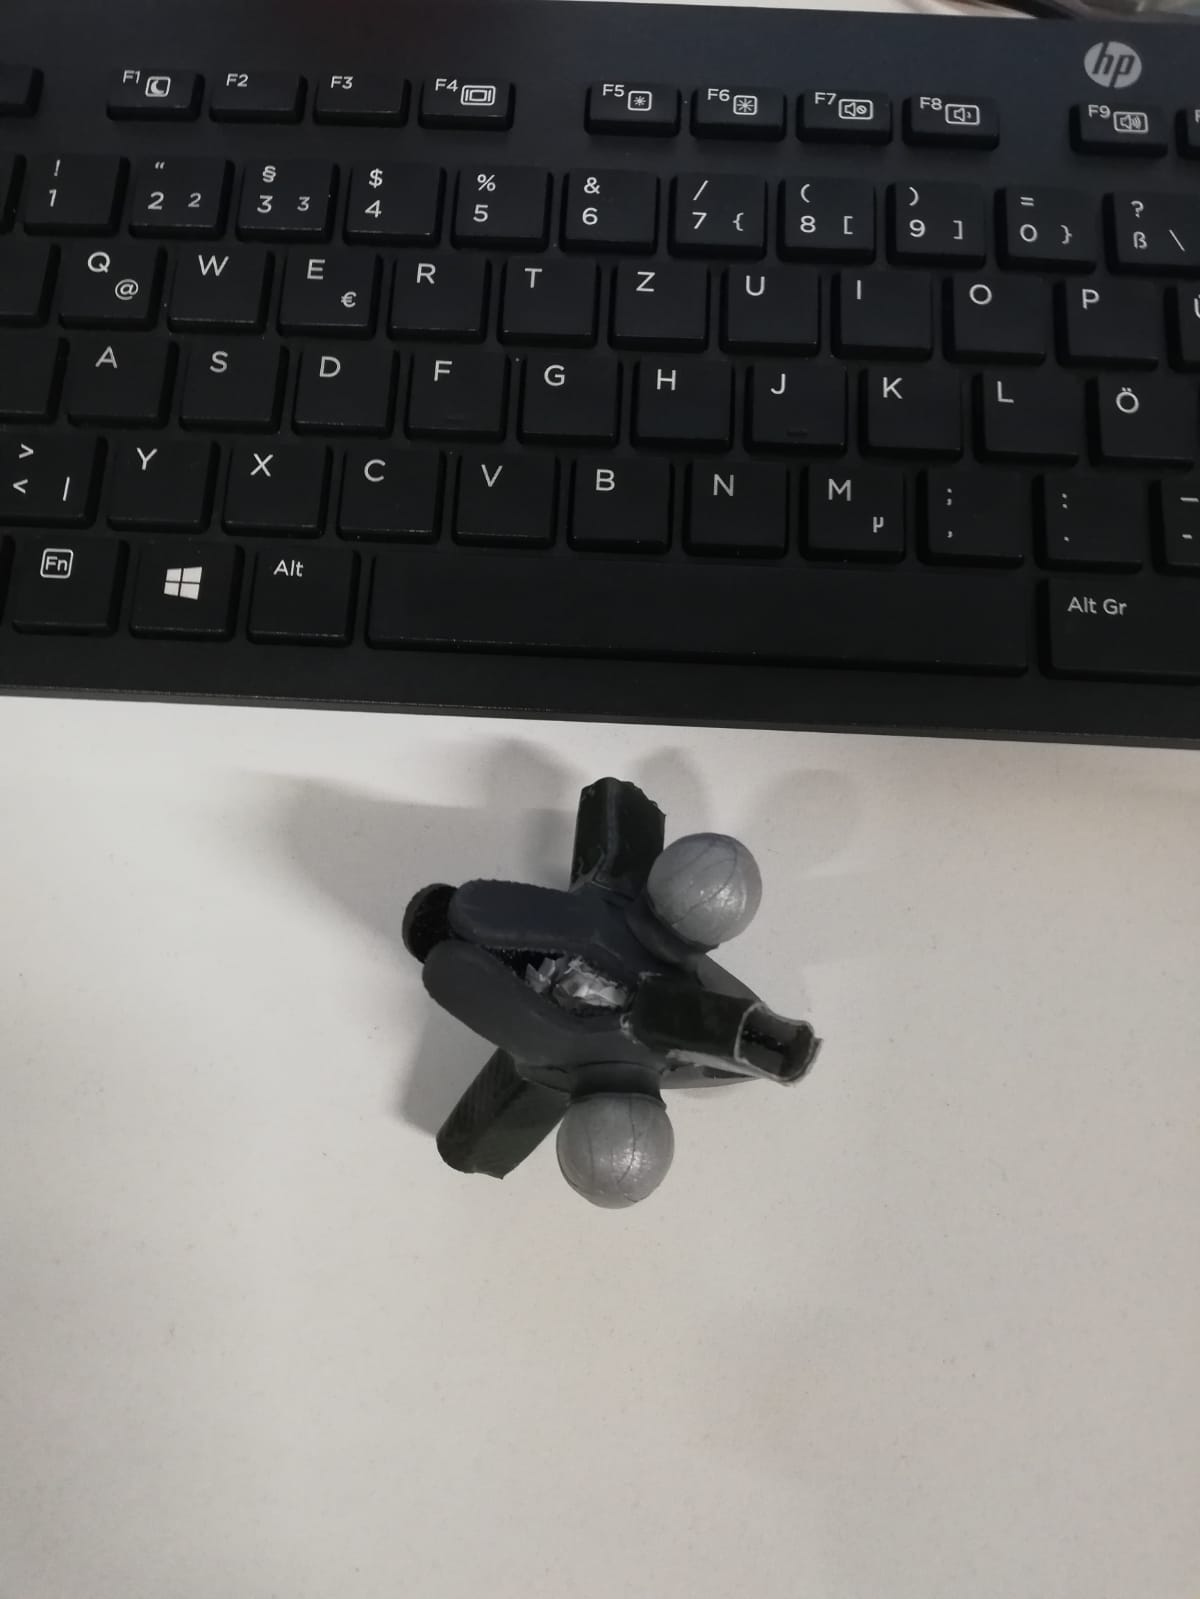 hp
F1 F2 F3 F4 F5 F6 F7 F8 F9
! " § $ % & / ( ) = ?
1 2 2 3 3 4 5 6 7 { 8 [ 9 ] 0 } ß \
Q @ W E € R T Z U I O P
A S D F G H J K L Ö
> < | Y X C V B N M µ ; , : . _ -
Fn Alt Alt Gr